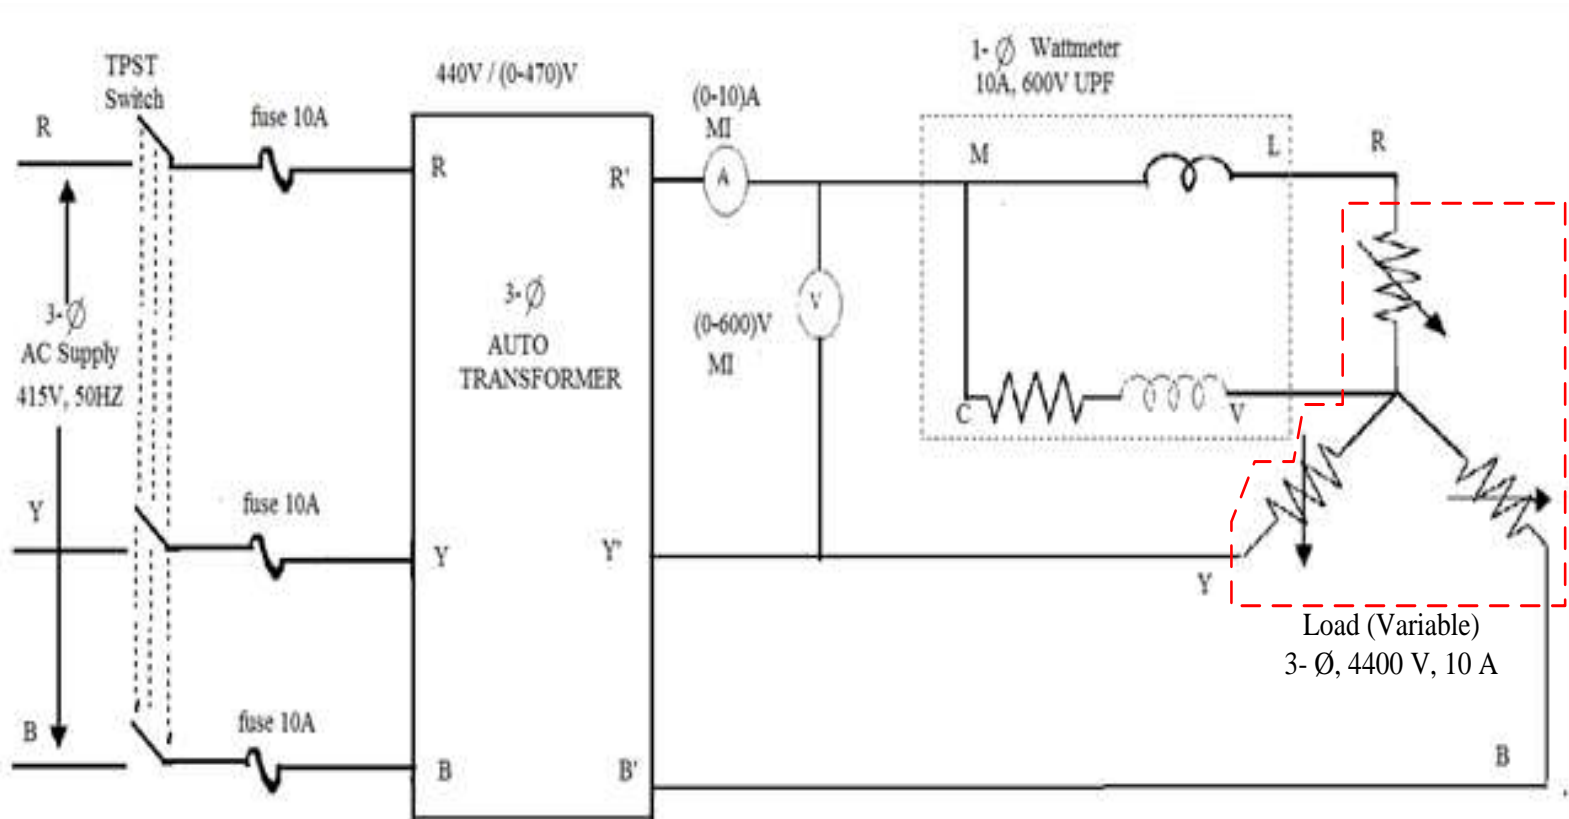 TPST
Switch
R
fuse 10A
440V / (0-470)V
(0-10)A
MI
1- Ø Wattmeter
10A, 600V UPF
M
L
R
R
R'
A
3- Ø
AC Supply
415V, 50HZ
3- Ø
AUTO
TRANSFORMER
(0-600)V
MI
V
C
V
Y
fuse 10A
Y
Y'
Y
Load (Variable)
3- Ø, 4400 V, 10 A
B
fuse 10A
B
B'
B